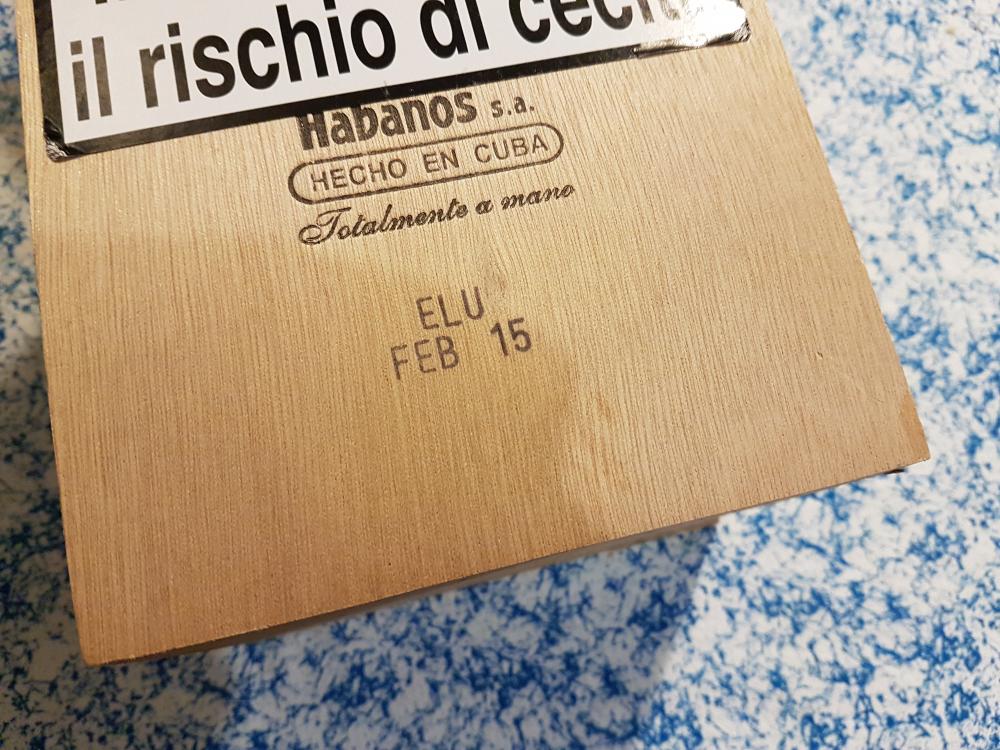 il rischio di
Habanos s.a.
HECHO EN CUBA
Totalmente a mano
ELU
FEB 15